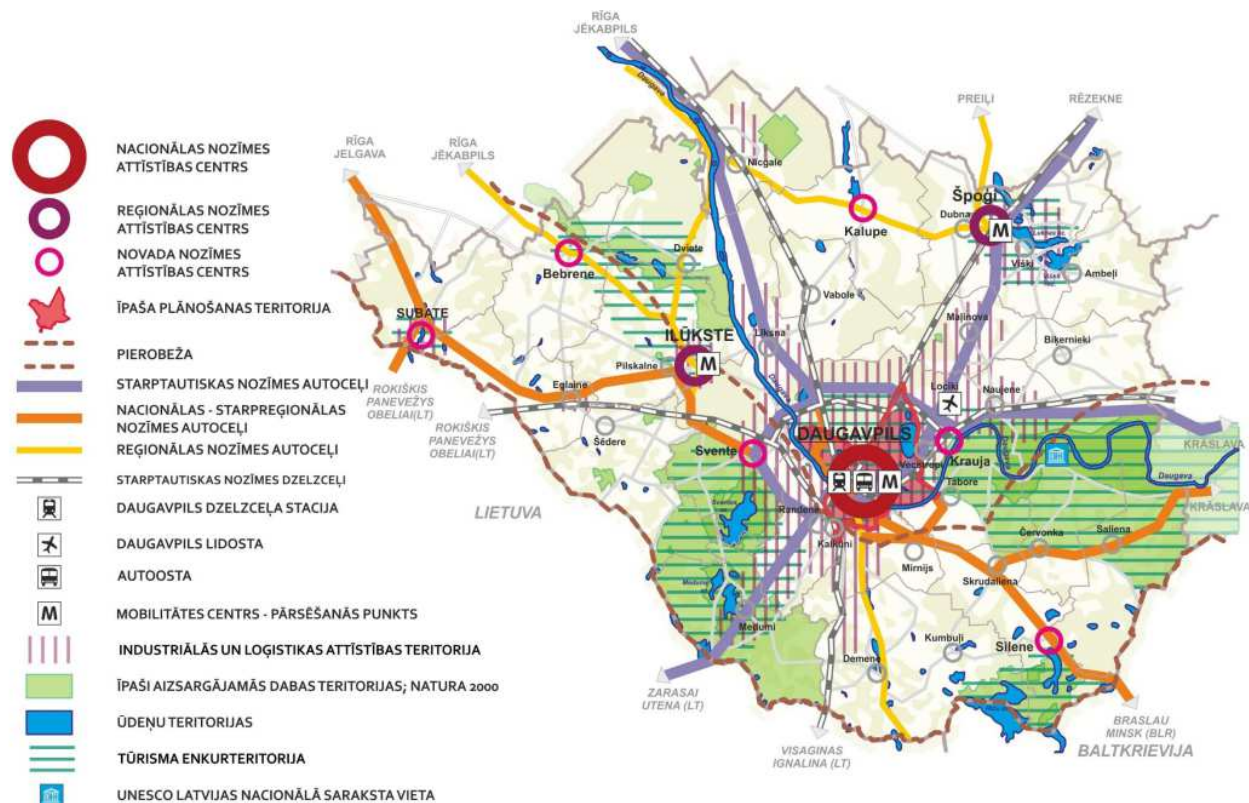 NACIONĀLAS NOZĪMES
ATTĪSTĪBAS CENTRS
REĢIONĀLAS NOZĪMES
ATTĪSTĪBAS CENTRS
NOVADA NOZĪMES
ATTĪSTĪBAS CENTRS
ĪPAŠA PLĀNOŠANAS TERITORIJA
PIEROBEŽA
STARPTAUTISKAS NOZĪMES AUTOCEĻI
NACIONĀLAS - STARPREĢIONĀLAS
NOZĪMES AUTOCEĻI
REĢIONĀLAS NOZĪMES AUTOCEĻI
STARPTAUTISKAS NOZĪMES DZELZCEĻI
DAUGAVPILS DZELZCEĻA STACIJA
DAUGAVPILS LIDOSTA
AUTOOSTA
M
MOBILITĀTES CENTRS - PĀRSĒŠANĀS PUNKTS
INDUSTRIĀLĀS UN LOĢISTIKAS ATTĪSTĪBAS TERITORIJA
ĪPAŠI AIZSARGĀJAMĀS DABAS TERITORIJAS; NATURA 2000
ŪDEŅU TERITORIJAS
TŪRISMA ENKURTERITORIJA
UNESCO LATVIJAS NACIONĀLĀ SARAKSTA VIETA
RĪGA
JĒKABPILS
Daugava
PREIĻI
RĒZEKNE
RĪGA
JELGAVA
RĪGA
JĒKABPILS
Nīcgale
Špoģi
Dubna
M
Kalupe
Višķi
Ambeļi
Dviete
Bebrene
Vabole
SUBATE
Maļinova
Biķernieki
Līksna
ILŪKSTE
M
Pilskalne
Eglaine
Lociki
Naujene
ROKIŠKIS
PANEVĖŽYS
OBELIAI(LT)
ROKIŠKIS
PANEVĖŽYS
OBELIAI(LT)
Šēdere
DAUGAVPILS
KRĀSLAVA
Svente
Krauja
Vecstropi
M
Tabore
Daugava
LIETUVA
Randene
KRĀSLAVA
Kalkūni
Červonka
Saliena
Mirnijs
Skrudaliena
Medumi
Kumbuļi
Silene
Demene
ZARASAI
UTENA (LT)
VISAGINAS
IGNALINA (LT)
BRASLAU
MINSK (BLR)
BALTKRIEVIJA